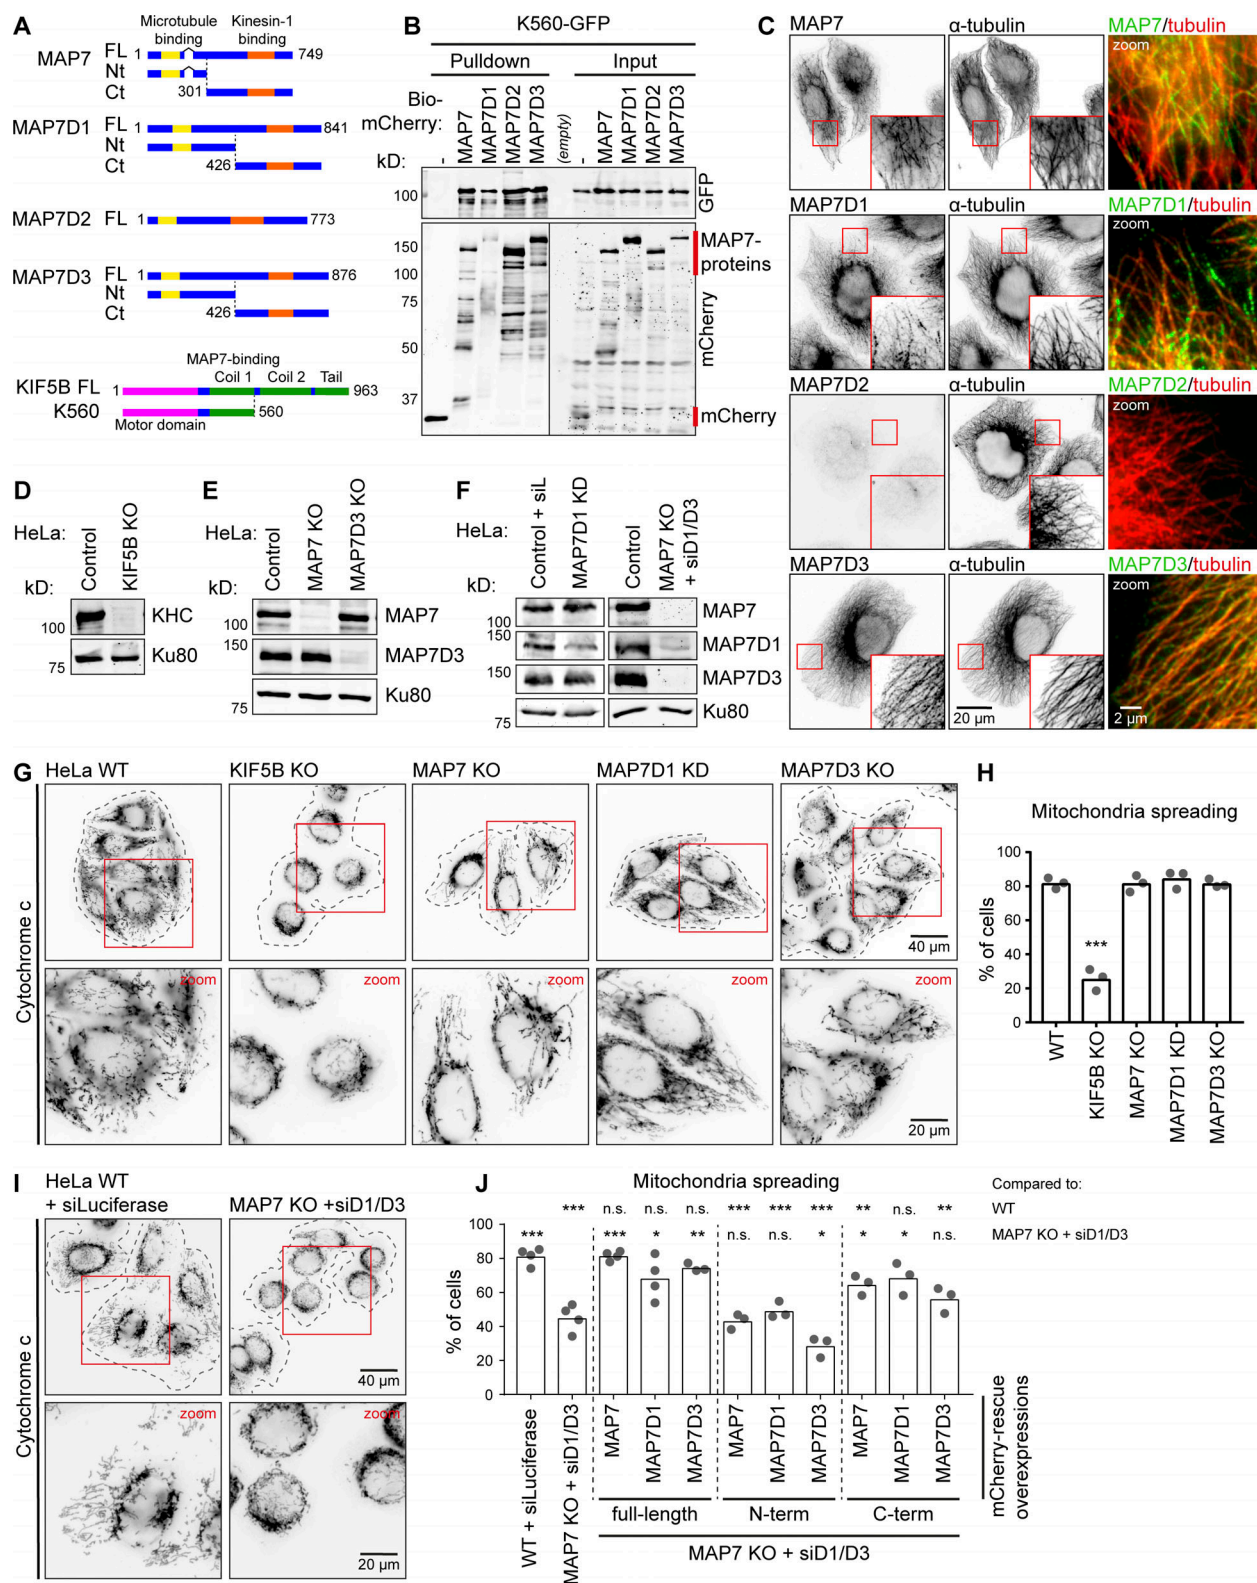 A
Microtubule binding
Kinesin-1 binding
MAP7 FL 1 749
Nt
Ct 301
MAP7D1 FL 1 841
Nt
Ct 426
MAP7D2 FL 1 773
MAP7D3 FL 1 876
Nt
Ct 426
MAP7-binding
Coil 1 Coil 2 Tail
KIF5B FL 1 963
K560 560
Motor domain
B
K560-GFP
Pulldown Input
Bio-mCherry: - MAP7 MAP7D1 MAP7D2 MAP7D3 (empty) - MAP7 MAP7D1 MAP7D2 MAP7D3
kD:
100
GFP
150
100
75
50
37
MAP7-proteins
mCherry
mCherry
C
MAP7 α-tubulin MAP7/tubulin
zoom
MAP7D1 α-tubulin MAP7D1/tubulin
zoom
MAP7D2 α-tubulin MAP7D2/tubulin
zoom
MAP7D3 α-tubulin MAP7D3/tubulin
zoom
20 µm
2 µm
D
HeLa: Control KIF5B KO
kD:
100 KHC
75 Ku80
E
HeLa: Control MAP7 KO MAP7D3 KO
kD:
100 MAP7
150 MAP7D3
75 Ku80
F
HeLa: Control + siL MAP7D1 KD Control MAP7 KO + siD1/D3
kD:
100 MAP7
150 MAP7D1
150 MAP7D3
75 Ku80
G
HeLa WT KIF5B KO MAP7 KO MAP7D1 KD MAP7D3 KO
Cytochrome c
40 µm
zoom zoom zoom zoom zoom
20 µm
H
Mitochondria spreading
% of cells
100
80
60
40
20
0
***
WT KIF5B KO MAP7 KO MAP7D1 KD MAP7D3 KO
I
HeLa WT
+ siLuciferase MAP7 KO +siD1/D3
Cytochrome c
40 µm
zoom zoom
20 µm
J
Mitochondria spreading
Compared to:
*** n.s. n.s. n.s. *** *** *** ** n.s. ** WT
*** *** * ** n.s. n.s. * * * n.s. MAP7 KO + siD1/D3
% of cells
100
80
60
40
20
0
WT + siLuciferase MAP7 KO + siD1/D3 MAP7 MAP7D1 MAP7D3 MAP7 MAP7D1 MAP7D3 MAP7 MAP7D1 MAP7D3
mCherry-rescue overexpressions
full-length N-term C-term
MAP7 KO + siD1/D3